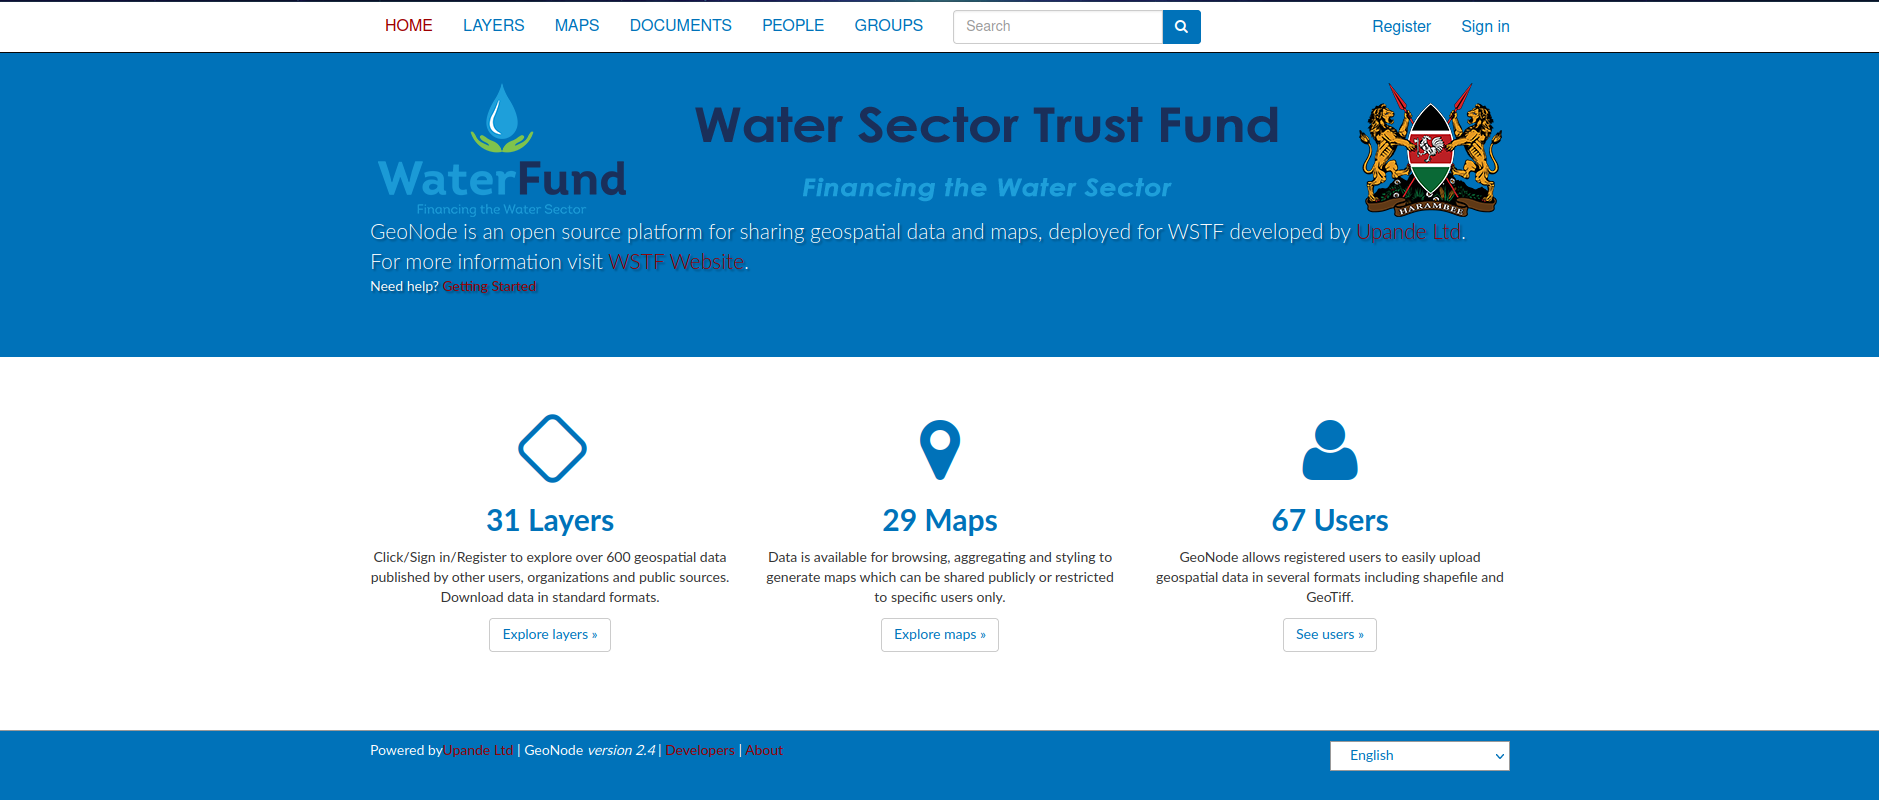 HOME LAYERS MAPS DOCUMENTS PEOPLE GROUPS Search Register Sign in
WaterFund
Financing the Water Sector
Water Sector Trust Fund
Financing the Water Sector
HARAMBEE
GeoNode is an open source platform for sharing geospatial data and maps, deployed for WSTF developed by Upande Ltd.
For more information visit WSTF Website.
Need help? Getting Started
31 Layers
Click/Sign in/Register to explore over 600 geospatial data
published by other users, organizations and public sources.
Download data in standard formats.
Explore layers »
29 Maps
Data is available for browsing, aggregating and styling to
generate maps which can be shared publicly or restricted
to specific users only.
Explore maps »
67 Users
GeoNode allows registered users to easily upload
geospatial data in several formats including shapefile and
GeoTiff.
See users »
Powered byUpande Ltd | GeoNode version 2.4 | Developers | About
English